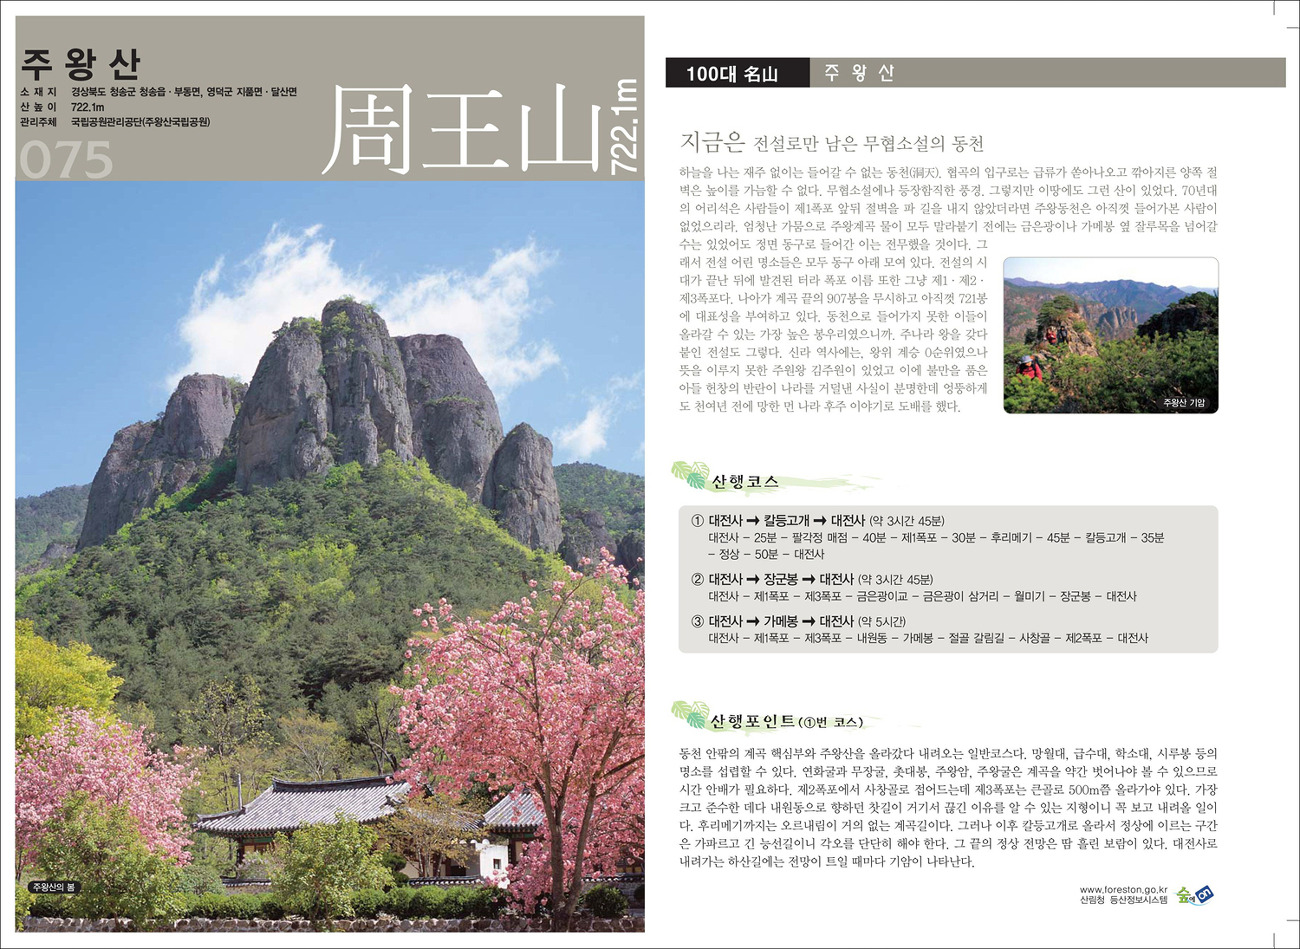 주왕산
소재지 경상북도 청송군 청송읍·부동면, 영덕군 지품면·달산면
산높이 722.1m
관리주체 국립공원관리공단(주왕산국립공원)
075
周王山 722.1m
주왕산의 봄
100대 名山 주왕산
지금은 전설로만 남은 무협소설의 동천
하늘을 나는 재주 없이는 들어갈 수 없는 동천(洞天). 협곡의 입구로는 급류가 쏟아나오고 깎아지른 양쪽 절
벽은 높이를 가늠할 수 없다. 무협소설에나 등장함직한 풍경. 그렇지만 이땅에도 그런 산이 있었다. 70년대
의 어리석은 사람들이 제1폭포 앞뒤 절벽을 파 길을 내지 않았더라면 주왕동천은 아직껏 들어가본 사람이
없었으리라. 엄청난 가뭄으로 주왕계곡 물이 모두 말라붙기 전에는 금은광이나 가메봉 옆 잘루목을 넘어갈
수는 있었어도 정면 동구로 들어간 이는 전무했을 것이다. 그
래서 전설 어린 명소들은 모두 동구 아래 모여 있다. 전설의 시
대가 끝난 뒤에 발견된 터라 폭포 이름 또한 그냥 제1·제2·
제3폭포다. 나아가 계곡 끝의 907봉을 무시하고 아직껏 721봉
에 대표성을 부여하고 있다. 동천으로 들어가지 못한 이들이
올라갈 수 있는 가장 높은 봉우리였으니까. 주나라 왕을 갖다
붙인 전설도 그렇다. 신라 역사에는, 왕위 계승 0순위였으나
뜻을 이루지 못한 주원왕 김주원이 있었고 이에 불만을 품은
아들 헌창의 반란이 나라를 거덜낸 사실이 분명한데 엉뚱하게
도 천여년 전에 망한 먼 나라 후주 이야기로 도배를 했다.
주왕산 기암
산행코스
① 대전사 ➞ 칼등고개 ➞ 대전사 (약 3시간 45분)
대전사 – 25분 – 팔각정 매점 – 40분 – 제1폭포 – 30분 – 후리메기 – 45분 – 칼등고개 – 35분
– 정상 – 50분 – 대전사
② 대전사 ➞ 장군봉 ➞ 대전사 (약 3시간 45분)
대전사 – 제1폭포 – 제3폭포 – 금은광이교 – 금은광이 삼거리 – 월미기 – 장군봉 – 대전사
③ 대전사 ➞ 가메봉 ➞ 대전사 (약 5시간)
대전사 – 제1폭포 – 제3폭포 – 내원동 – 가메봉 – 절골 갈림길 – 사창골 – 제2폭포 – 대전사
산행포인트(①번 코스)
동천 안팎의 계곡 핵심부와 주왕산을 올라갔다 내려오는 일반코스다. 망월대, 급수대, 학소대, 시루봉 등의
명소를 섭렵할 수 있다. 연화굴과 무장굴, 촛대봉, 주왕암, 주왕굴은 계곡을 약간 벗어나야 볼 수 있으므로
시간 안배가 필요하다. 제2폭포에서 사창골로 접어드는데 제3폭포는 큰골로 500m쯤 올라가야 있다. 가장
크고 준수한 데다 내원동으로 향하던 찻길이 거기서 끊긴 이유를 알 수 있는 지형이니 꼭 보고 내려올 일이
다. 후리메기까지는 오르내림이 거의 없는 계곡길이다. 그러나 이후 칼등고개로 올라서 정상에 이르는 구간
은 가파르고 긴 능선길이니 각오를 단단히 해야 한다. 그 끝의 정상 전망은 땀 흘린 보람이 있다. 대전사로
내려가는 하산길에는 전망이 트일 때마다 기암이 나타난다.
www.foreston.go.kr
산림청 등산정보시스템
숲에on